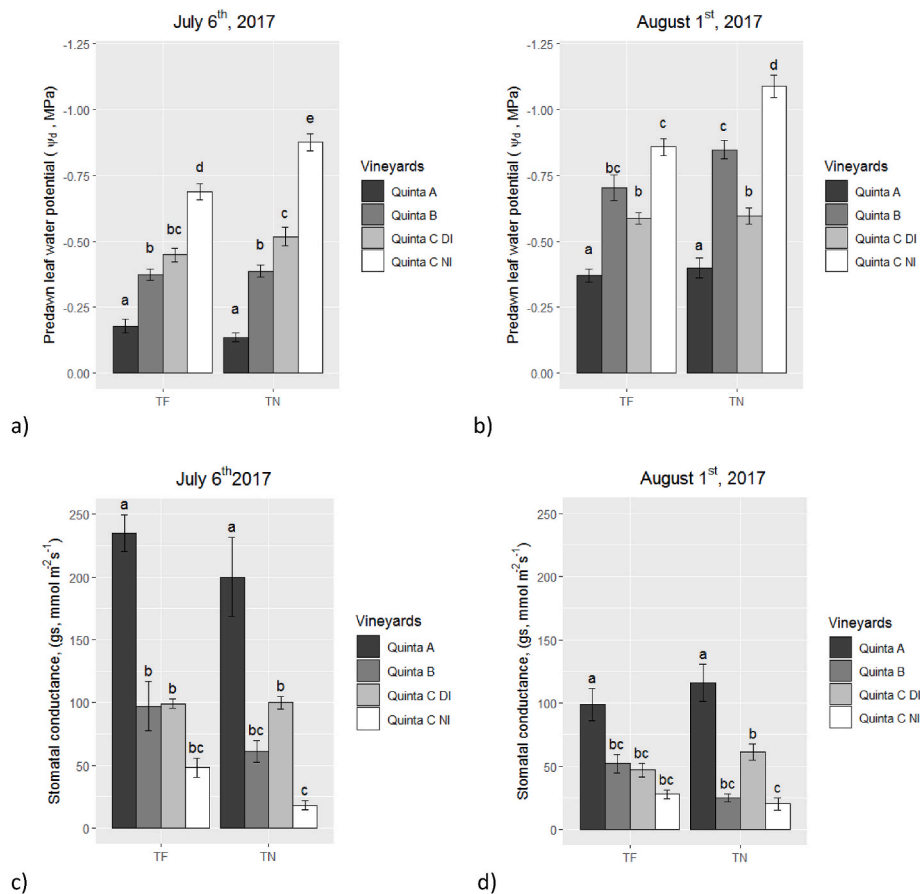 July 6th, 2017
-1.25
-1.00
-0.75
-0.50
-0.25
0.00
Predawn leaf water potential ( ψd , MPa)
a
b
bc
d
a
b
c
e
TF
TN
Vineyards
Quinta A
Quinta B
Quinta C DI
Quinta C NI
a)
August 1st, 2017
-1.25
-1.00
-0.75
-0.50
-0.25
0.00
Predawn leaf water potential ( ψd , MPa)
a
bc
b
c
a
c
b
d
TF
TN
Vineyards
Quinta A
Quinta B
Quinta C DI
Quinta C NI
b)
July 6th2017
250
200
150
100
50
0
Stomatal conductance, (gs, mmol m-2s-1)
a
b
b
bc
a
bc
b
c
TF
TN
Vineyards
Quinta A
Quinta B
Quinta C DI
Quinta C NI
c)
August 1st, 2017
250
200
150
100
50
0
Stomatal conductance, (gs, mmol m-2s-1)
a
bc
bc
bc
a
bc
b
c
TF
TN
Vineyards
Quinta A
Quinta B
Quinta C DI
Quinta C NI
d)